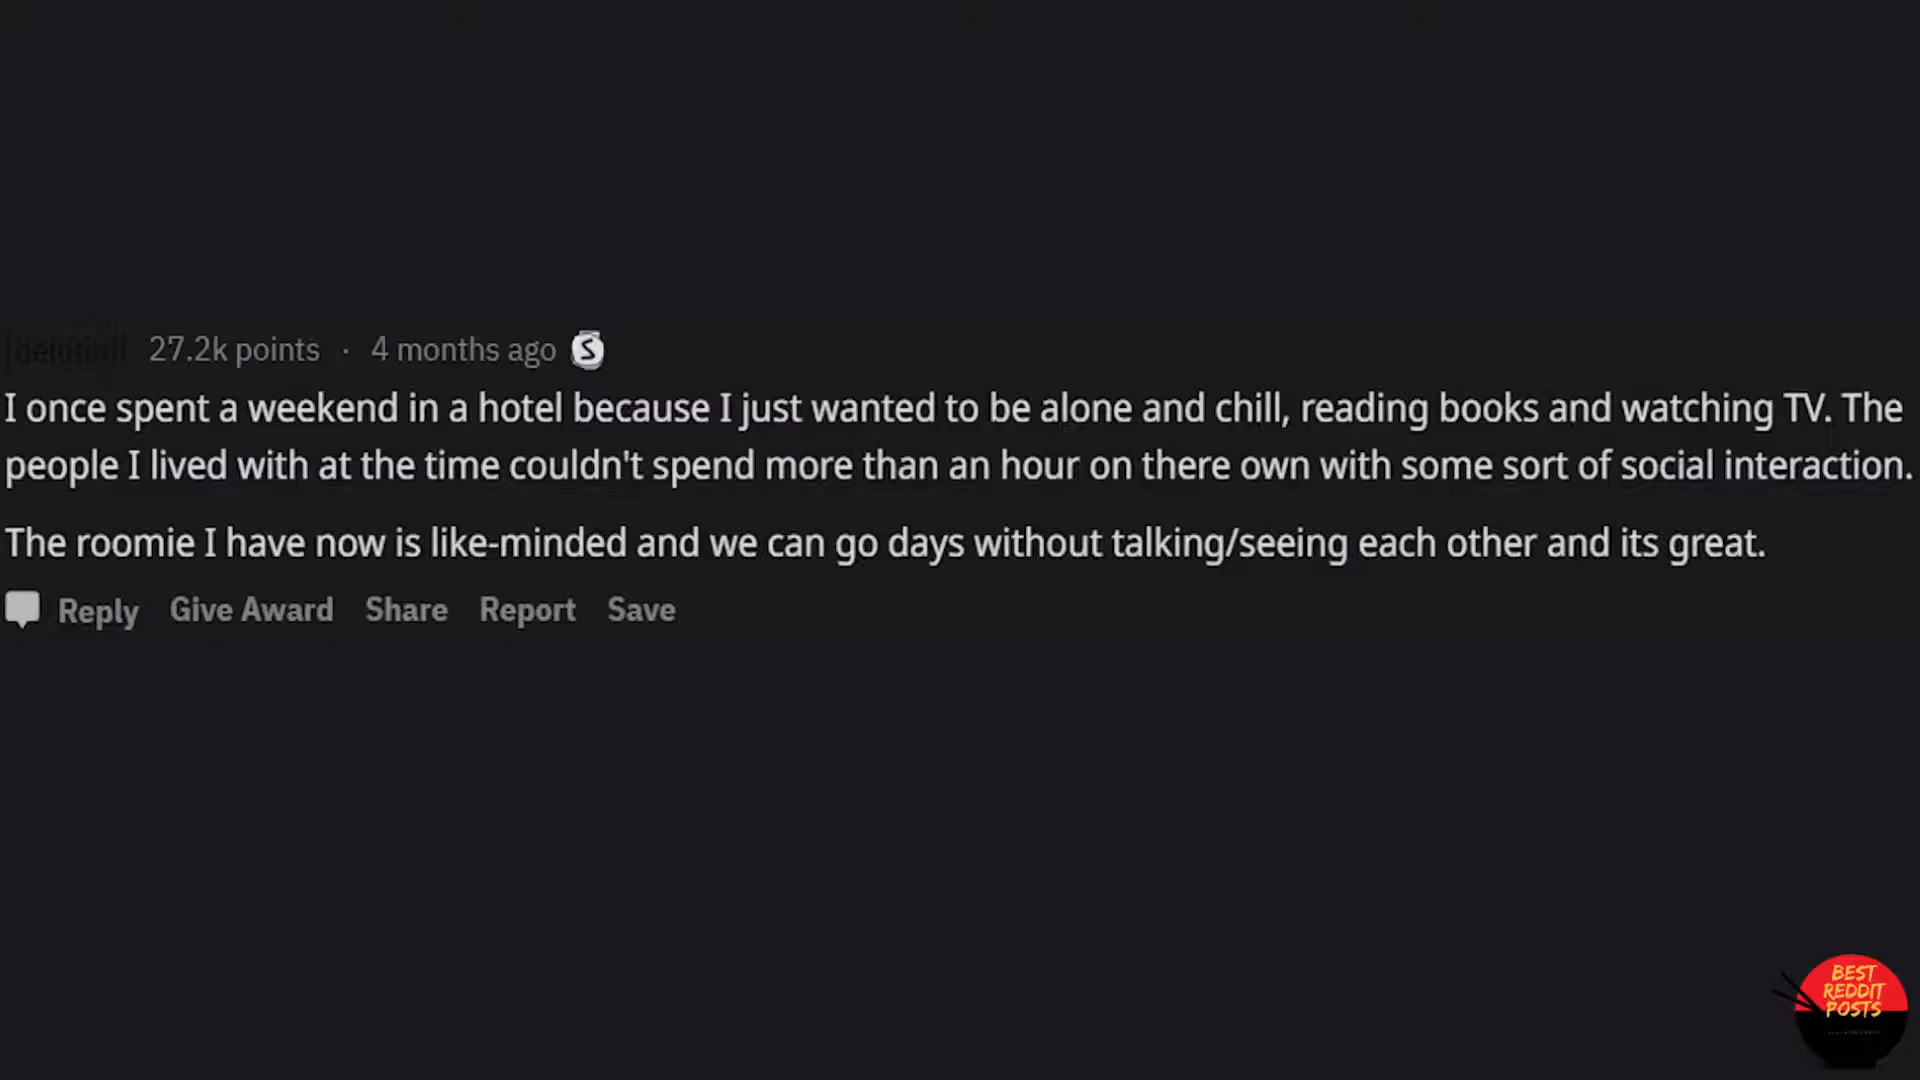 27.2k points · 4 months ago
I once spent a weekend in a hotel because I just wanted to be alone and chill, reading books and watching TV. The
people I lived with at the time couldn't spend more than an hour on there own with some sort of social interaction.
The roomie I have now is like-minded and we can go days without talking/seeing each other and its great.
Reply Give Award Share Report Save
BEST
REDDIT
POSTS